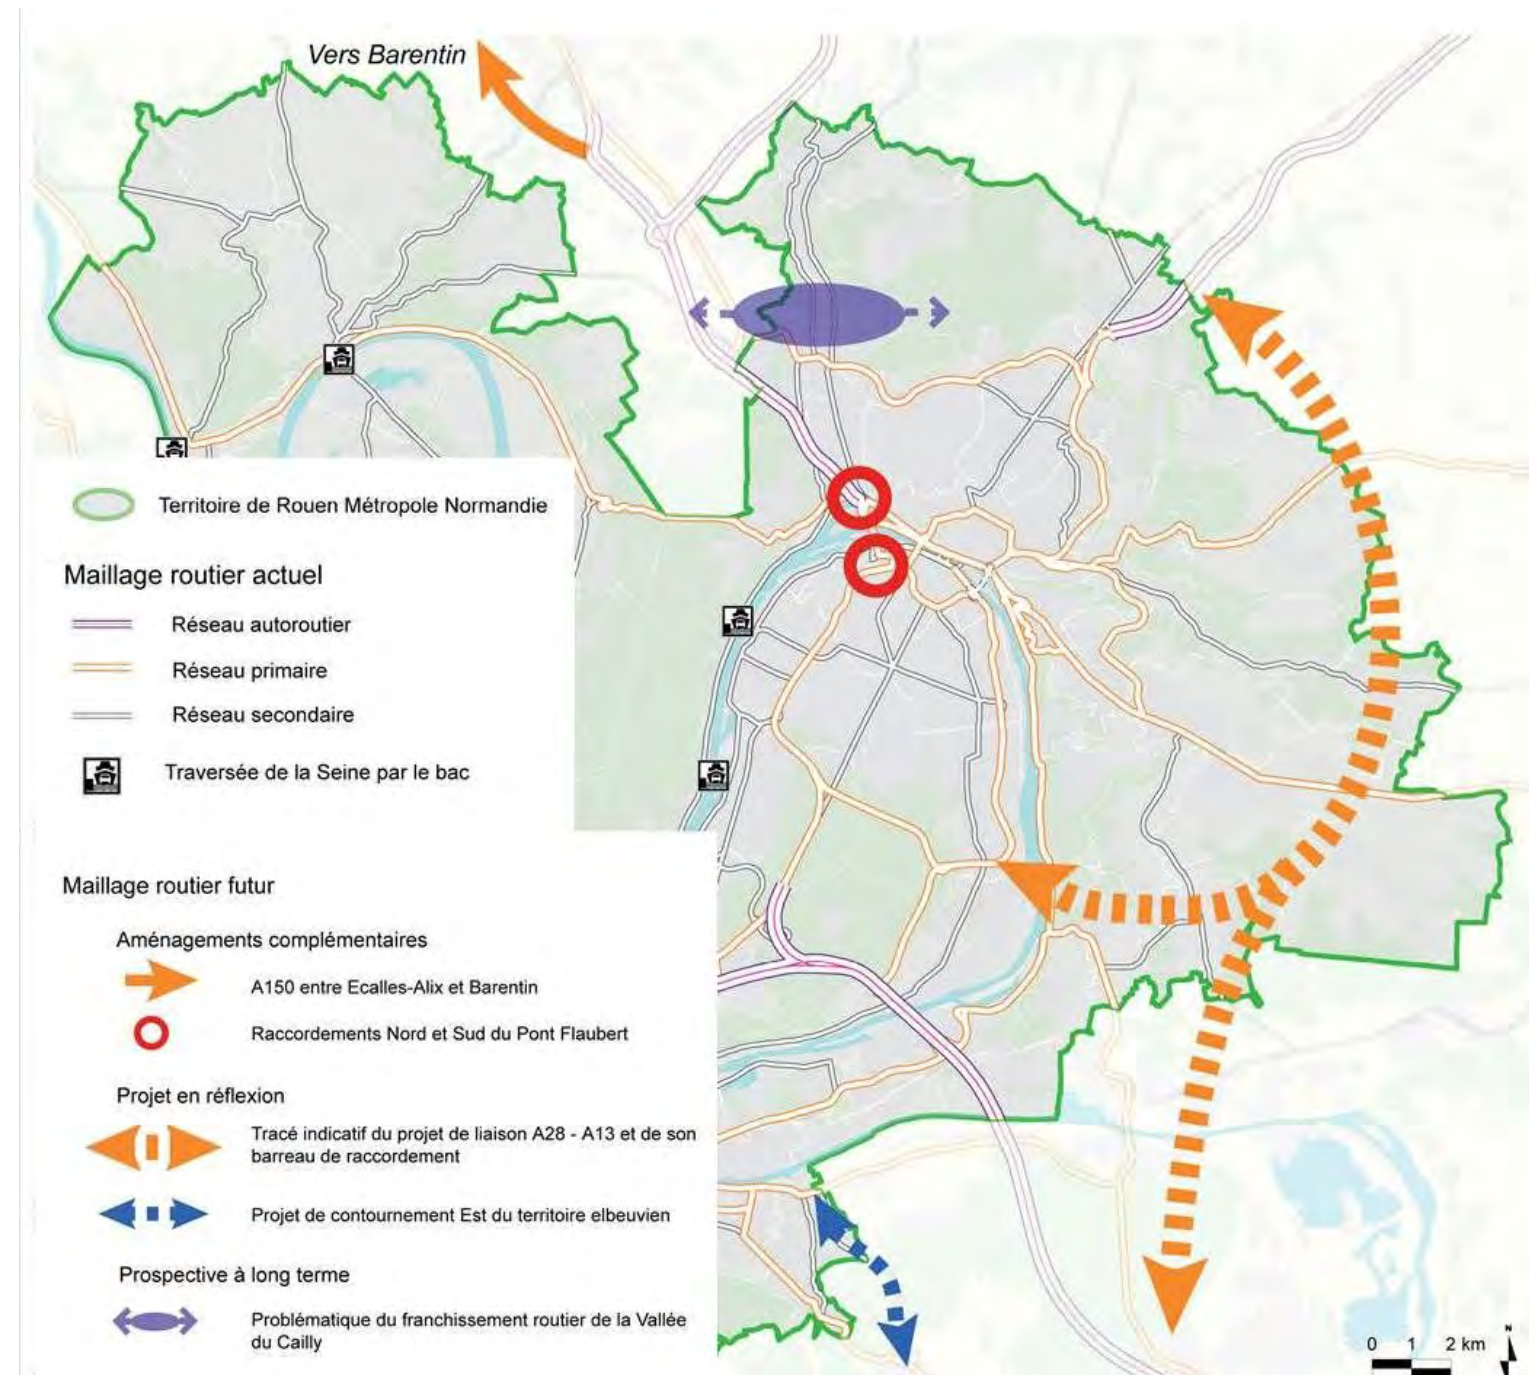 Vers Barentin
Territoire de Rouen Métropole Normandie
Maillage routier actuel
Réseau autoroutier
Réseau primaire
Réseau secondaire
Traversée de la Seine par le bac
Maillage routier futur
Aménagements complémentaires
A150 entre Ecalles-Alix et Barentin
Raccordements Nord et Sud du Pont Flaubert
Projet en réflexion
Tracé indicatif du projet de liaison A28 - A13 et de son
barreau de raccordement
Projet de contournement Est du territoire elbeuvien
Prospective à long terme
Problématique du franchissement routier de la Vallée
du Cailly
0 1 2 km
N